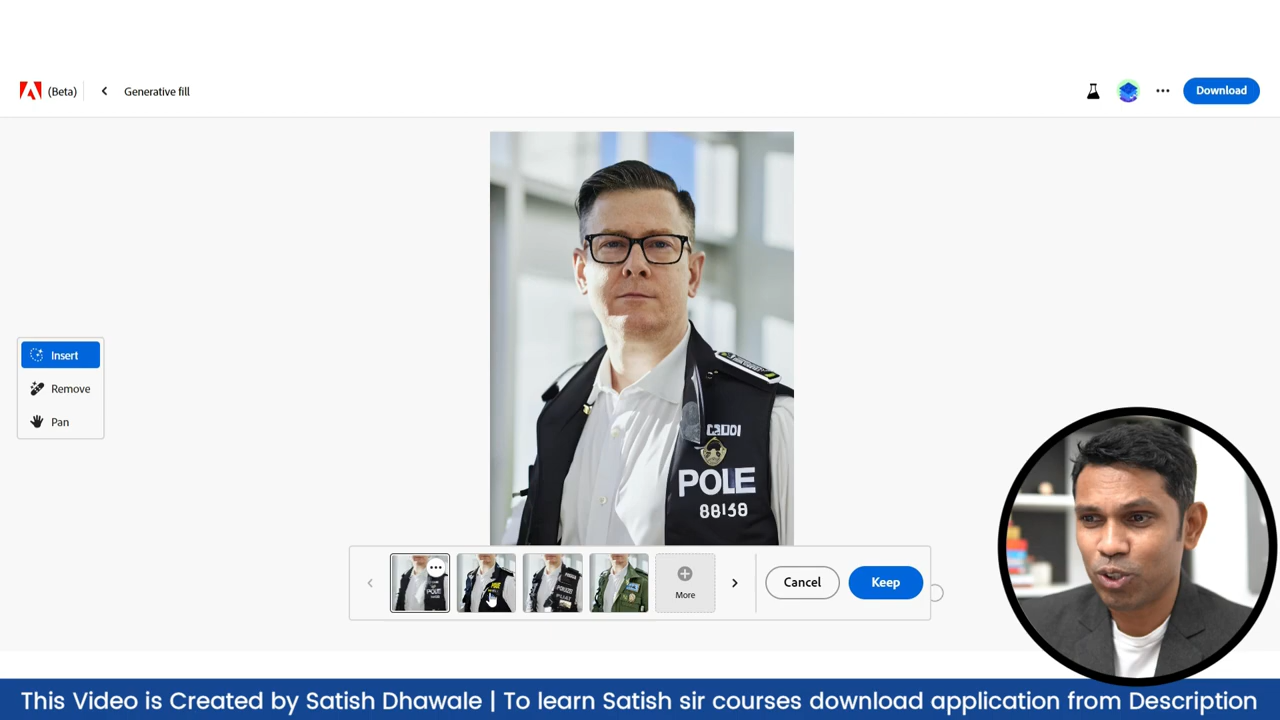 (Beta)
Generative fill
Download
Insert
Remove
Pan
POLE
88138
More
Cancel
Keep
This Video is Created by Satish Dhawale | To learn Satish sir courses download application from Description